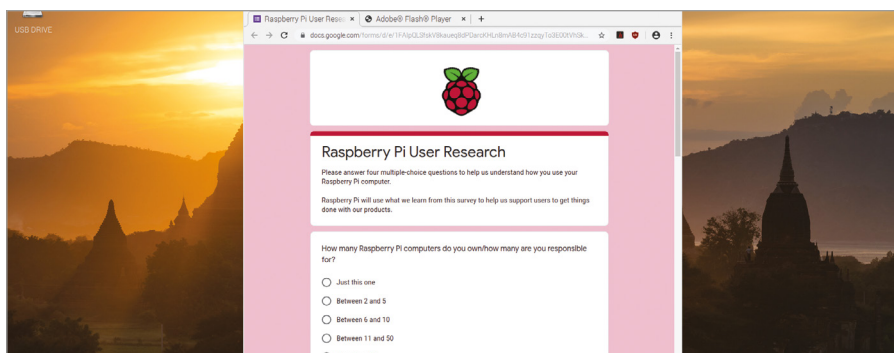 Raspberry Pi User Resea
Adobe® Flash® Player
USB DRIVE
Raspberry Pi User Research
Please answer four multiple-choice questions to help us understand how you use your
Raspberry Pi computer.
Raspberry Pi will use what we learn from this survey to help us support users to get things
done with our products.
How many Raspberry Pi computers do you own/how many are you responsible
for?
Just this one
Between 2 and 5
Between 6 and 10
Between 11 and 50